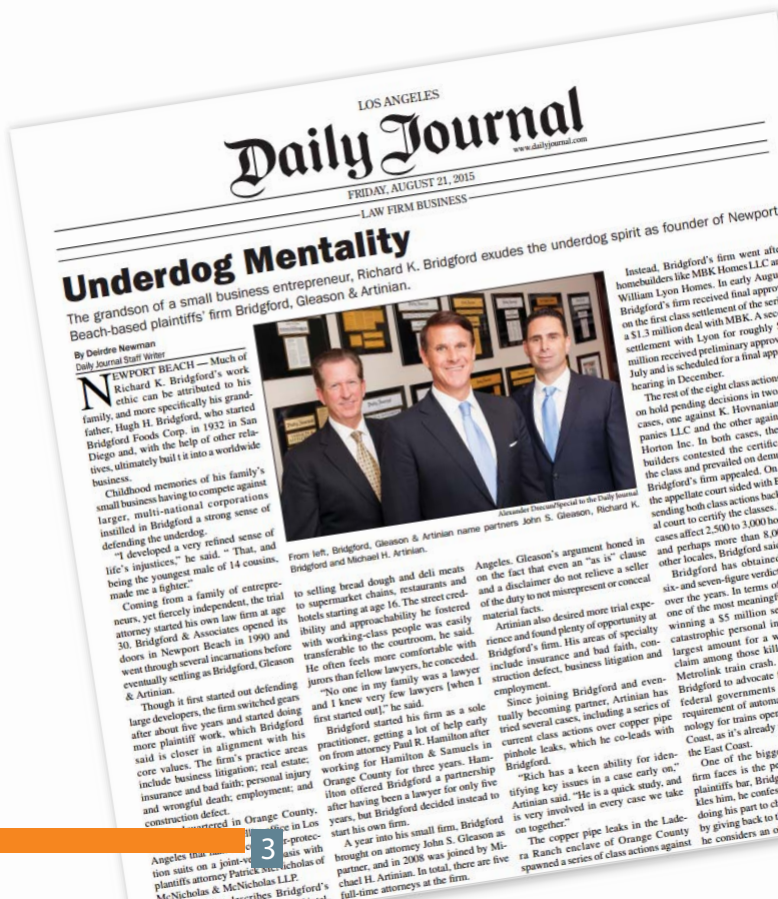 LOS ANGELES
Daily Journal
www.dailyjournal.com
FRIDAY, AUGUST 21, 2015
LAW FIRM BUSINESS
Underdog Mentality
The grandson of a small business entrepreneur, Richard K. Bridgford exudes the underdog spirit as founder of Newport
Beach-based plaintiffs' firm Bridgford, Gleason & Artinian.
By Deirdre Newman
Daily Journal Staff Writer
NEWPORT BEACH — Much of
Richard K. Bridgford's work
ethic can be attributed to his
family, and more specifically his grand-
father, Hugh H. Bridgford, who started
Bridgford Foods Corp. in 1932 in San
Diego and, with the help of other rela-
tives, ultimately buil t it into a worldwide
business.
Childhood memories of his family's
small business having to compete against
larger, multi-national corporations
instilled in Bridgford a strong sense of
defending the underdog.
"I developed a very refined sense of
life's injustices," he said. " That, and
being the youngest male of 14 cousins,
made me a fighter."
Coming from a family of entrepre-
neurs, yet fiercely independent, the trial
attorney started his own law firm at age
30. Bridgford & Associates opened its
doors in Newport Beach in 1990 and
went through several incarnations before
eventually settling as Bridgford, Gleason
& Artinian.
Though it first started out defending
large developers, the firm switched gears
after about five years and started doing
more plaintiff work, which Bridgford
said is closer in alignment with his
core values. The firm's practice areas
include business litigation; real estate;
insurance and bad faith; personal injury
and wrongful death; employment; and
construction defect.
in Orange County,
office in Los
Angeles that
tion suits on a with
plaintiffs attorney Patrick McNicholas of
McNicholas & McNicholas LLP.
Bridgford's
Alexander Drecun/Special to the Daily Journal
From left, Bridgford, Gleason & Artinian name partners John S. Gleason, Richard K.
Bridgford and Michael H. Artinian.
to selling bread dough and deli meats
to supermarket chains, restaurants and
hotels starting at age 16. The street cred-
ibility and approachability he fostered
with working-class people was easily
transferable to the courtroom, he said.
He often feels more comfortable with
jurors than fellow lawyers, he conceded.
"No one in my family was a lawyer
and I knew very few lawyers [when I
first started out]," he said.
Bridgford started his firm as a sole
practitioner, getting a lot of help early
on from attorney Paul R. Hamilton after
working for Hamilton & Samuels in
Orange County for three years. Ham-
ilton offered Bridgford a partnership
after having been a lawyer for only five
years, but Bridgford decided instead to
start his own firm.
A year into his small firm, Bridgford
brought on attorney John S. Gleason as
partner, and in 2008 was joined by Mi-
chael H. Artinian. In total, there are five
full-time attorneys at the firm.
Angeles. Gleason's argument honed in
on the fact that even an "as is" clause
and a disclaimer do not relieve a seller
of the duty to not misrepresent or conceal
material facts.
Artinian also desired more trial expe-
rience and found plenty of opportunity at
Bridgford's firm. His areas of specialty
include insurance and bad faith, con-
struction defect, business litigation and
employment.
Since joining Bridgford and even-
tually becoming partner, Artinian has
tried several cases, including a series of
current class actions over copper pipe
pinhole leaks, which he co-leads with
Bridgford.
"Rich has a keen ability for iden-
tifying key issues in a case early on,"
Artinian said. "He is a quick study, and
is very involved in every case we take
on together."
The copper pipe leaks in the Lade-
ra Ranch enclave of Orange County
spawned a series of class actions against
Instead, Bridgford's firm went
homebuilders like MBK Homes LLC
William Lyon Homes. In early
Bridgford's firm received final
on the first class settlement of the
a $1.3 million deal with MBK. A
settlement with Lyon for roughly
million received preliminary
July and is scheduled for a final
hearing in December.
The rest of the eight class
on hold pending decisions in two
cases, one against K. Hovnanian
LLC and the other
Horton Inc. In both cases, the
builders contested the
the class and prevailed on
Bridgford's firm appealed.
the appellate court sided with
sending both class actions
court to certify the classes.
cases affect 2,500 to 3,000
and perhaps more than
other locales, Bridgford
Bridgford has obtained
six- and seven-figure
over the years. In terms
one of the most
winning a $5 million
catastrophic personal
largest amount for a
claim among those
Metrolink train crash.
Bridgford to advocate
federal governments
requirement of
for trains
Coast, as it's already
the East Coast.
One of the
firm faces is the
plaintiffs bar,
him, he
doing his part to
by giving back to
he considers an
3